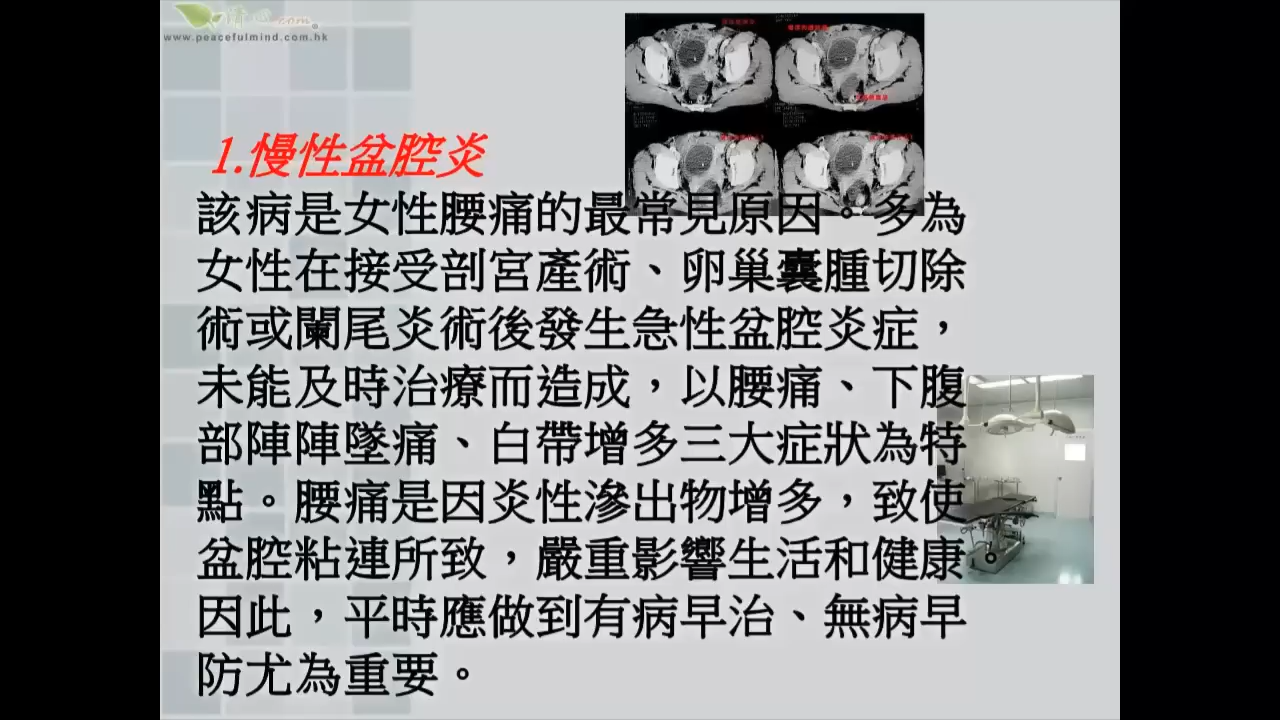 清心.com
www.peacefulmind.com.hk
1.慢性盆腔炎
該病是女性腰痛的最常見原因。多為
女性在接受剖宮產術、卵巢囊腫切除
術或闌尾炎術後發生急性盆腔炎症，
未能及時治療而造成，以腰痛、下腹
部陣陣墜痛、白帶增多三大症狀為特
點。腰痛是因炎性滲出物增多，致使
盆腔粘連所致，嚴重影響生活和健康。
因此，平時應做到有病早治、無病早
防尤為重要。